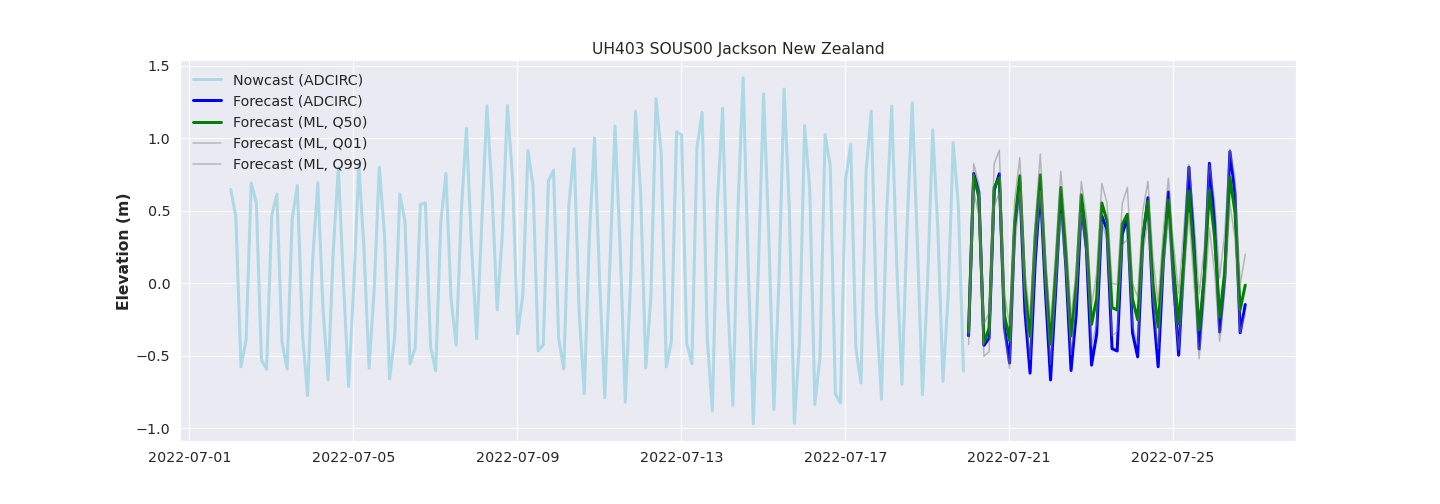 UH403 SOUS00 Jackson New Zealand
Elevation (m)
1.5
1.0
0.5
0.0
−0.5
−1.0
Nowcast (ADCIRC)
Forecast (ADCIRC)
Forecast (ML, Q50)
Forecast (ML, Q01)
Forecast (ML, Q99)
2022-07-01 2022-07-05 2022-07-09 2022-07-13 2022-07-17 2022-07-21 2022-07-25